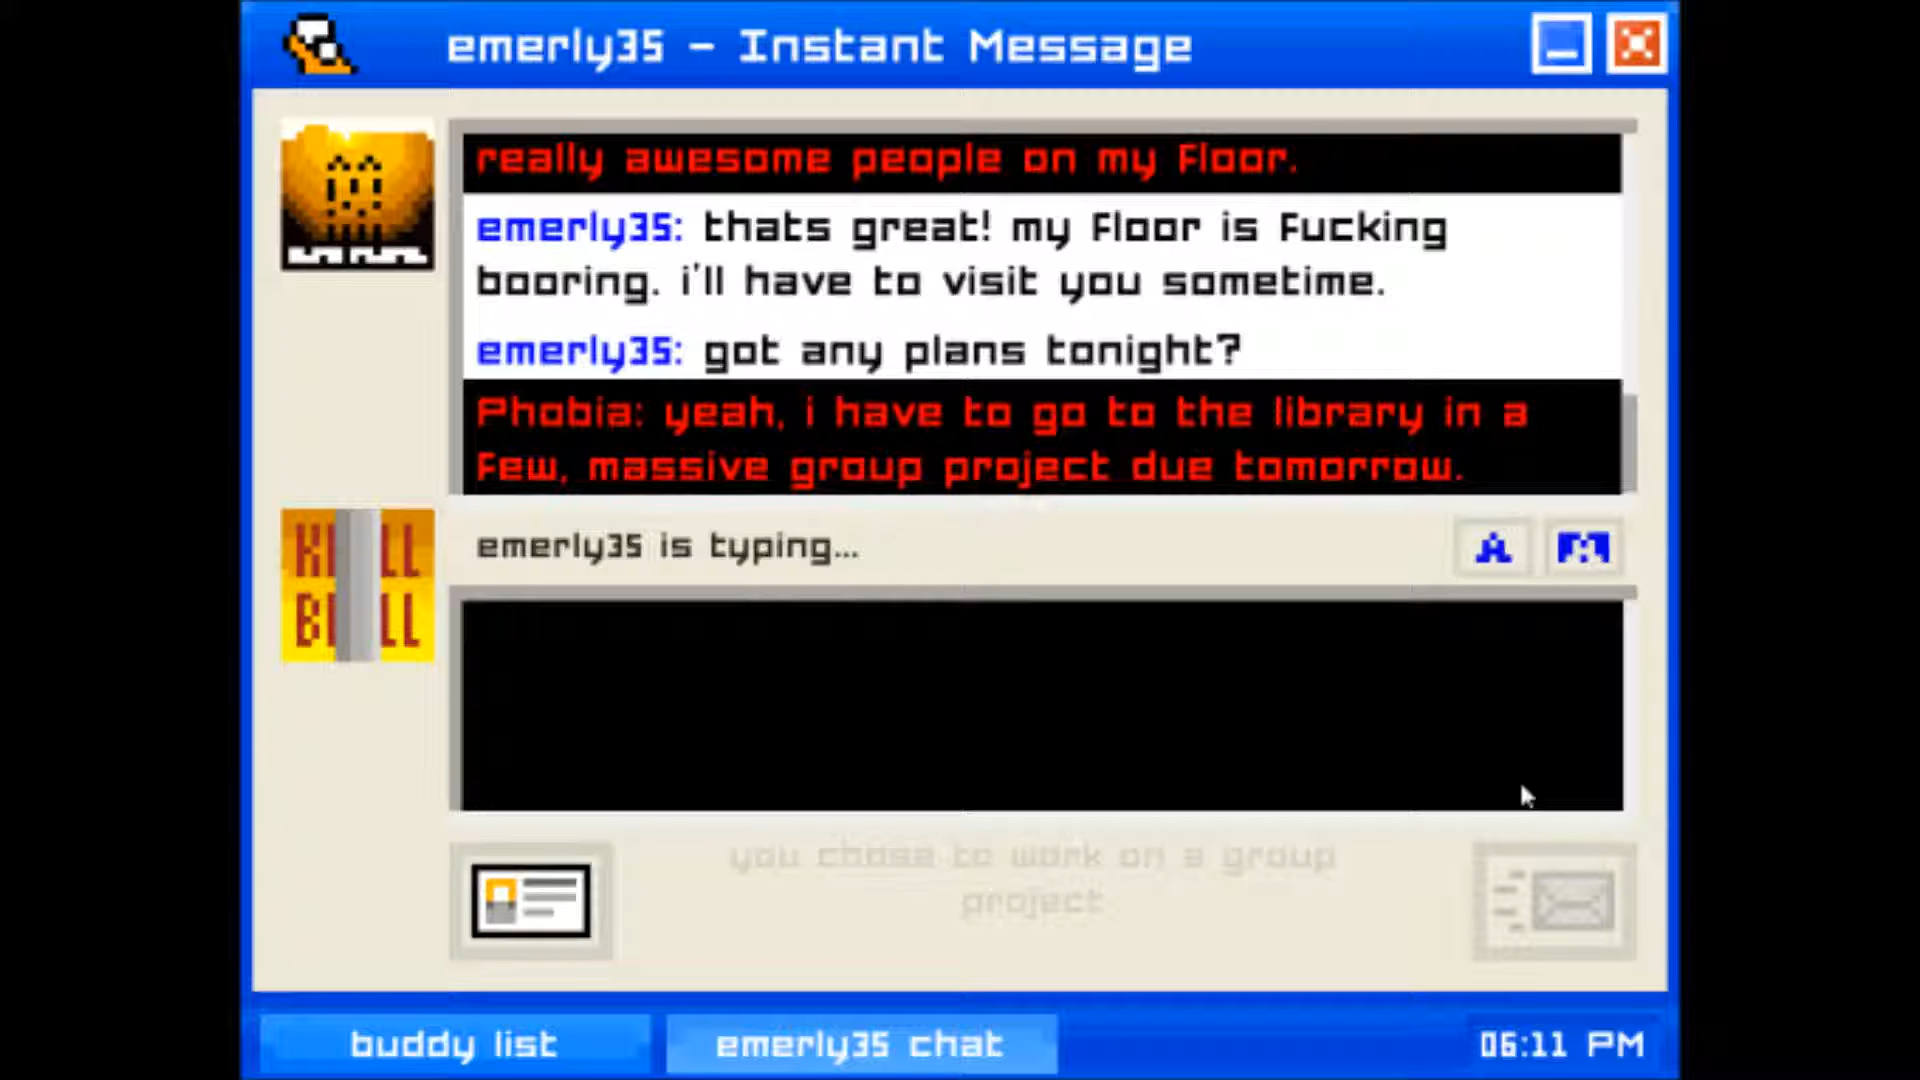 emerly35 - Instant Message
really awesome people on my floor.
emerly35: thats great! my floor is fucking
booring. i'll have to visit you sometime.
emerly35: got any plans tonight?
Phobia: yeah, i have to go to the library in a
few, massive group project due tomorrow.
KILL
BILL
emerly35 is typing...
A
M
you chose to work on a group
project
buddy list
emerly35 chat
06:11 PM